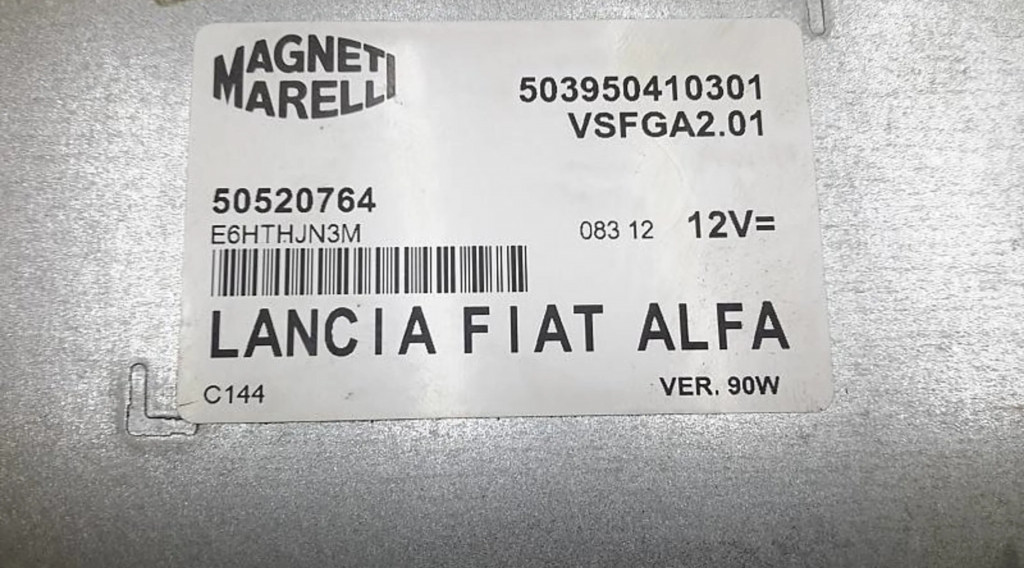 MAGNETI
MARELLI
503950410301
VSFGA2.01
50520764
E6HTHJN3M
083 12 12V=
LANCIA FIAT ALFA
C144
VER. 90W